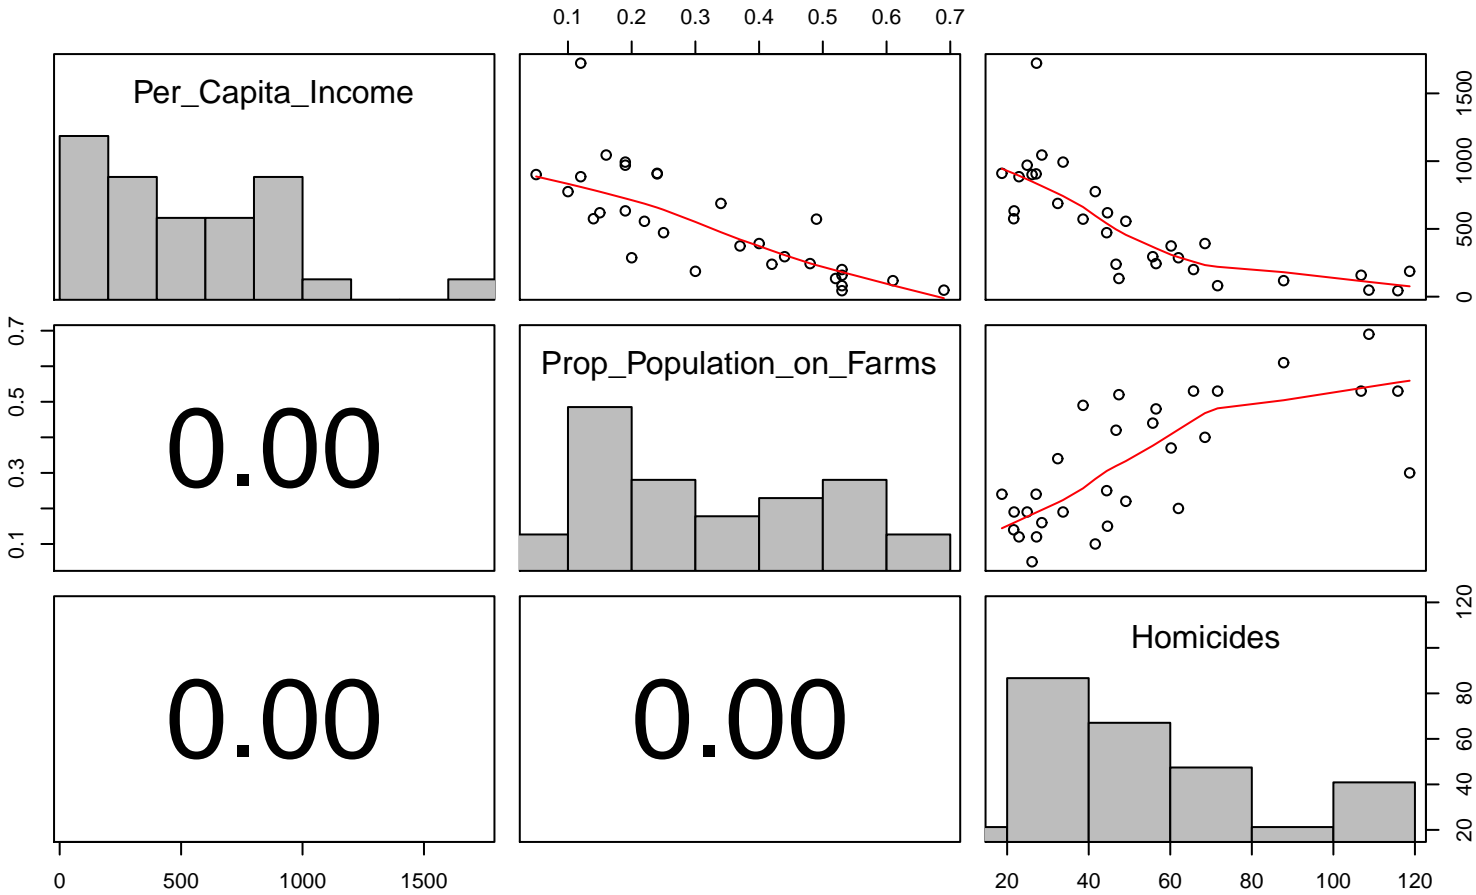 0.1 0.2 0.3 0.4 0.5 0.6 0.7
Per_Capita_Income
0 500 1000 1500
0.1 0.3 0.5 0.7
0.00
Prop_Population_on_Farms
0.00
0.00
Homicides
20 40 60 80 120
0 500 1000 1500
20 40 60 80 100 120